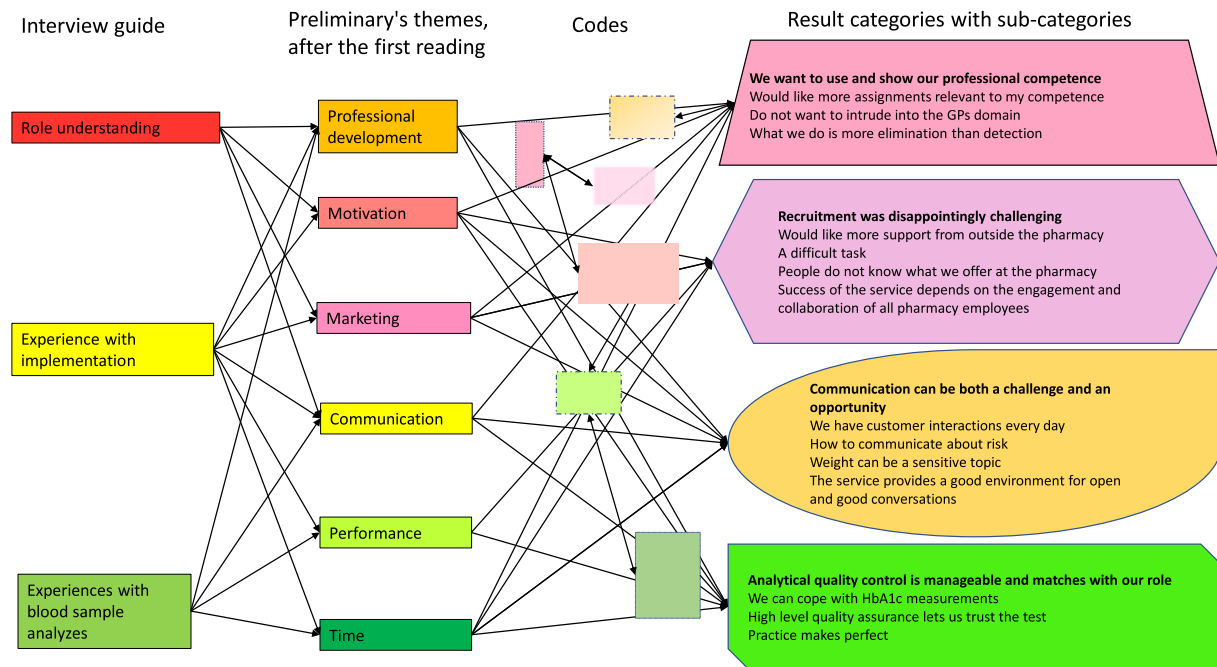 Interview guide
Preliminary's themes,
after the first reading
Codes
Result categories with sub-categories
Role understanding
Experience with
implementation
Experiences with
blood sample
analyzes
Professional
development
Motivation
Marketing
Communication
Performance
Time
We want to use and show our professional competence
Would like more assignments relevant to my competence
Do not want to intrude into the GPs domain
What we do is more elimination than detection
Recruitment was disappointingly challenging
Would like more support from outside the pharmacy
A difficult task
People do not know what we offer at the pharmacy
Success of the service depends on the engagement and
collaboration of all pharmacy employees
Communication can be both a challenge and an
opportunity
We have customer interactions every day
How to communicate about risk
Weight can be a sensitive topic
The service provides a good environment for open
and good conversations
Analytical quality control is manageable and matches with our role
We can cope with HbA1c measurements
High level quality assurance lets us trust the test
Practice makes perfect